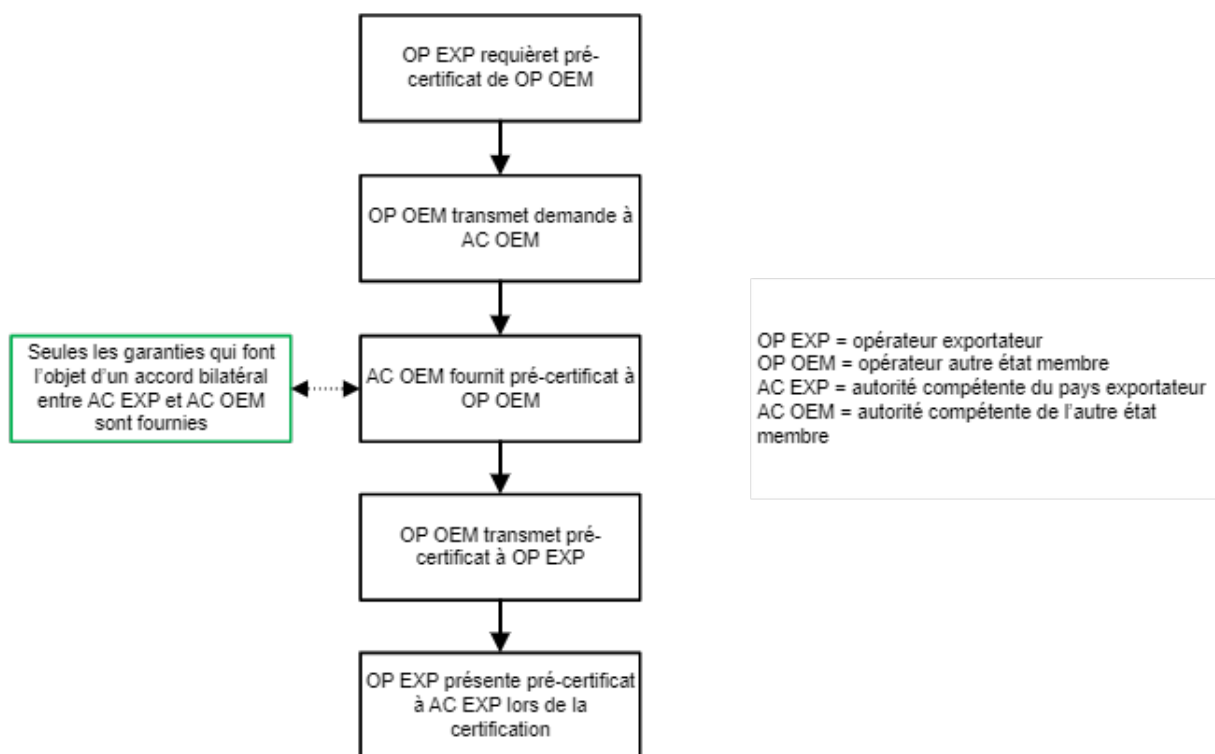 OP EXP requièret pré-
certificat de OP OEM
OP OEM transmet demande à
AC OEM
Seules les garanties qui font
l'objet d'un accord bilatéral
entre AC EXP et AC OEM
sont fournies
AC OEM fournit pré-certificat à
OP OEM
OP EXP = opérateur exportateur
OP OEM = opérateur autre état membre
AC EXP = autorité compétente du pays exportateur
AC OEM = autorité compétente de l'autre état
membre
OP OEM transmet pré-
certificat à OP EXP
OP EXP présente pré-certificat
à AC EXP lors de la
certification